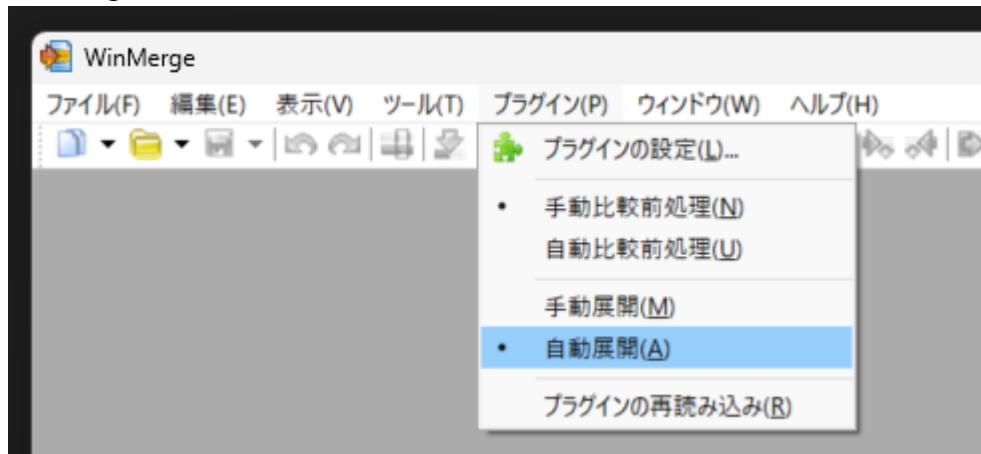 WinMerge
ファイル(F) 編集(E) 表示(V) ツール(T) プラグイン(P) ウィンドウ(W) ヘルプ(H)
プラグインの設定(L)...
手動比較前処理(N)
自動比較前処理(U)
手動展開(M)
自動展開(A)
プラグインの再読み込み(R)